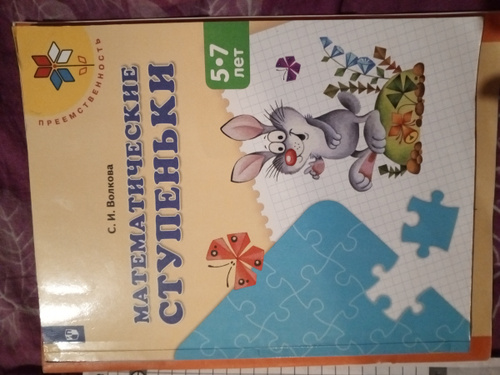 ПРЕЕМСТВЕННОСТЬ
5•7
лет
С. И. Волкова
МАТЕМАТИЧЕСКИЕ
СТУПЕНЬКИ